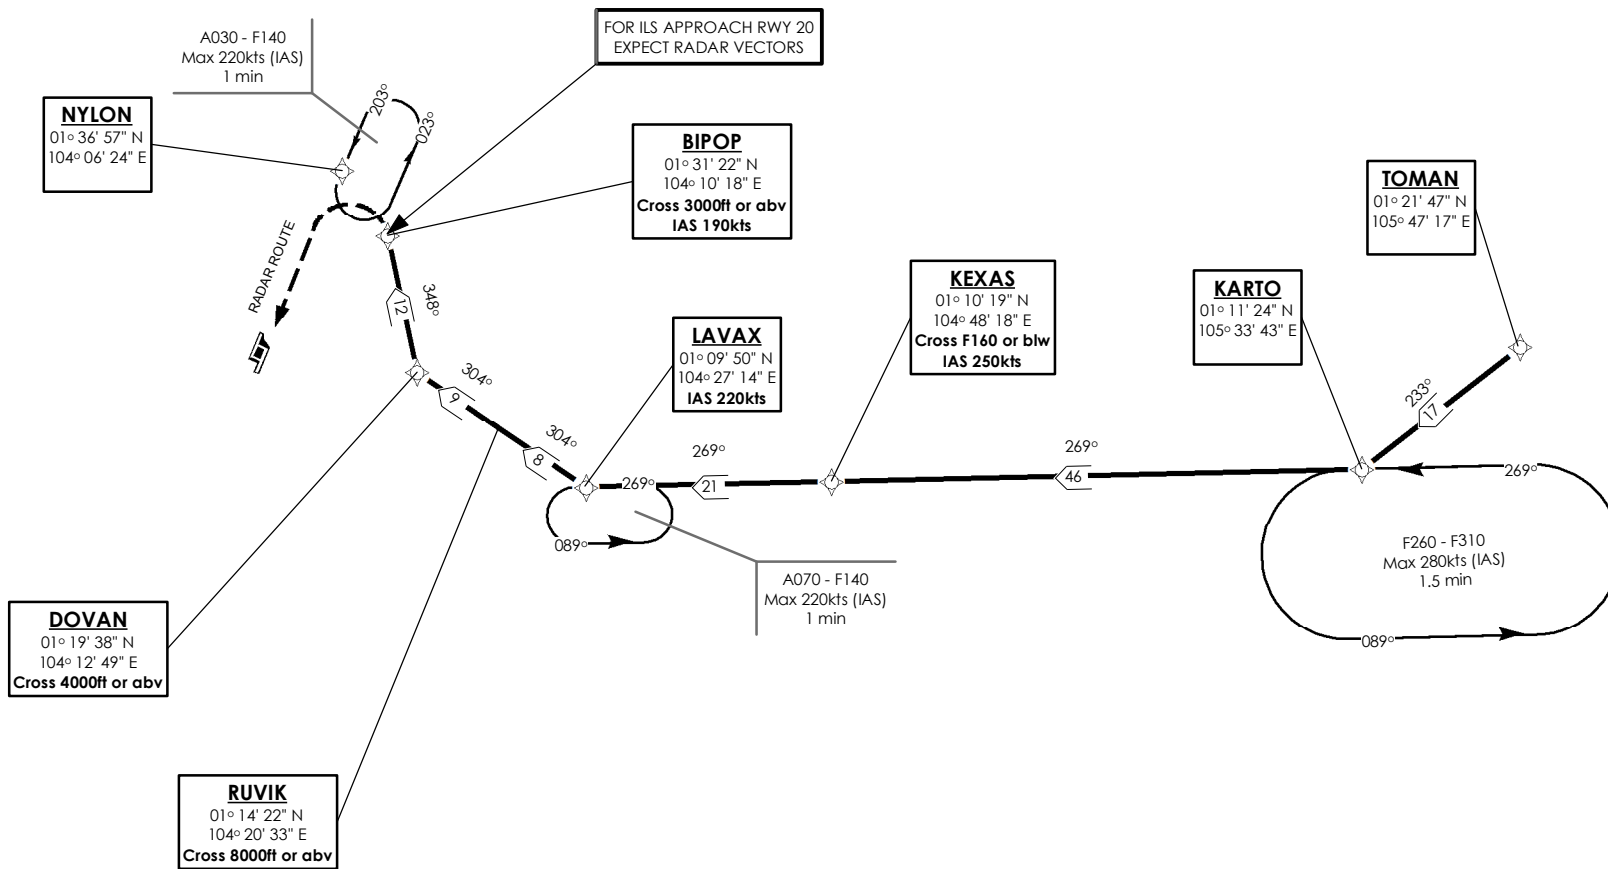 A030 - F140
Max 220kts (IAS)
1 min
FOR ILS APPROACH RWY 20
EXPECT RADAR VECTORS
NYLON
01° 36' 57" N
104° 06' 24" E
203°
023°
BIPOP
01° 31' 22" N
104° 10' 18" E
Cross 3000ft or abv
IAS 190kts
TOMAN
01° 21' 47" N
105° 47' 17" E
RADAR ROUTE
KEXAS
01° 10' 19" N
104° 48' 18" E
Cross F160 or blw
IAS 250kts
KARTO
01° 11' 24" N
105° 33' 43" E
12
348°
LAVAX
01° 09' 50" N
104° 27' 14" E
IAS 220kts
304°
9
233°
17
304°
8
269°
21
269°
46
269°
269°
089°
F260 - F310
Max 280kts (IAS)
1.5 min
089°
A070 - F140
Max 220kts (IAS)
1 min
DOVAN
01° 19' 38" N
104° 12' 49" E
Cross 4000ft or abv
RUVIK
01° 14' 22" N
104° 20' 33" E
Cross 8000ft or abv